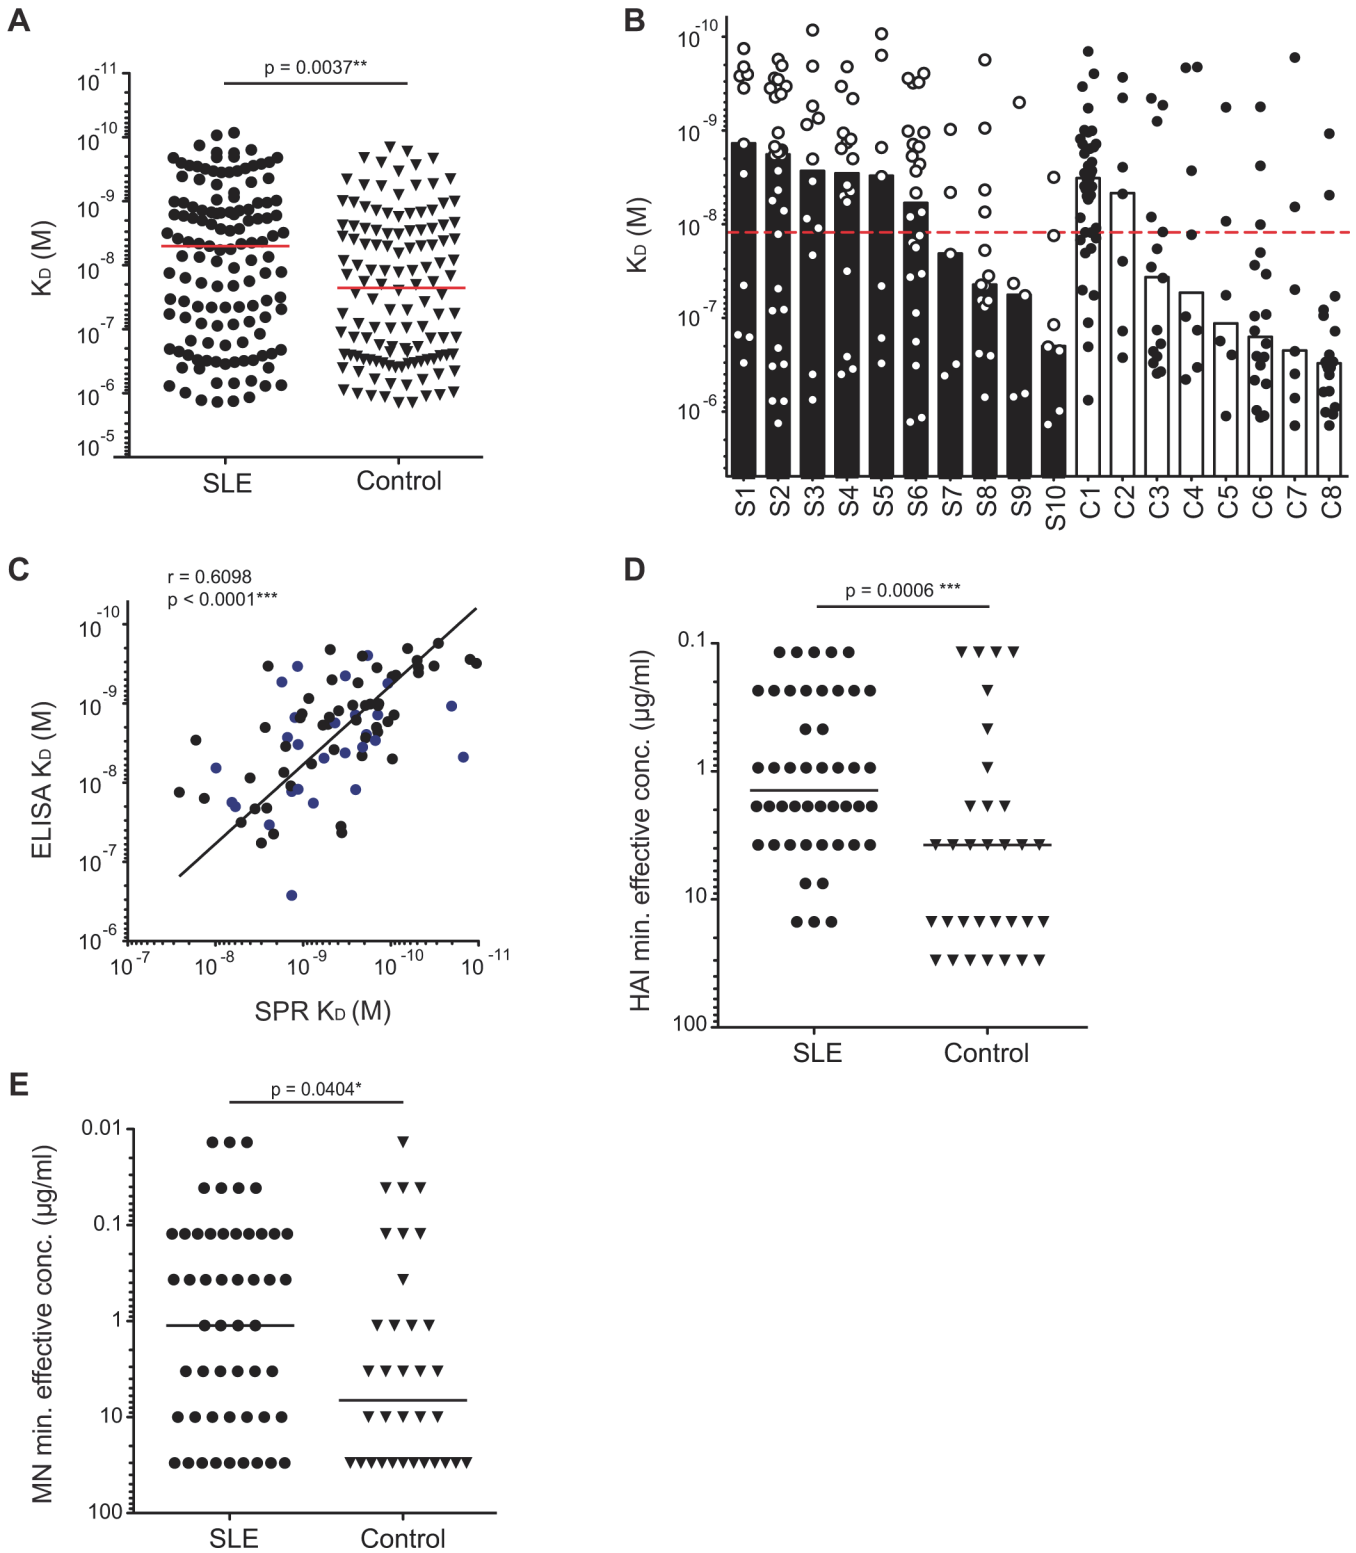 A
p = 0.0037**
10^-11
10^-10
10^-9
10^-8
10^-7
10^-6
10^-5
KD (M)
SLE
Control
B
10^-10
10^-9
10^-8
10^-7
10^-6
KD (M)
S1
S2
S3
S4
S5
S6
S7
S8
S9
S10
C1
C2
C3
C4
C5
C6
C7
C8
C
r = 0.6098
p < 0.0001***
10^-10
10^-9
10^-8
10^-7
10^-6
ELISA KD (M)
10^-7
10^-8
10^-9
10^-10
10^-11
SPR KD (M)
D
p = 0.0006 ***
0.1
1
10
100
HAI min. effective conc. (µg/ml)
SLE
Control
E
p = 0.0404*
0.01
0.1
1
10
100
MN min. effective conc. (µg/ml)
SLE
Control